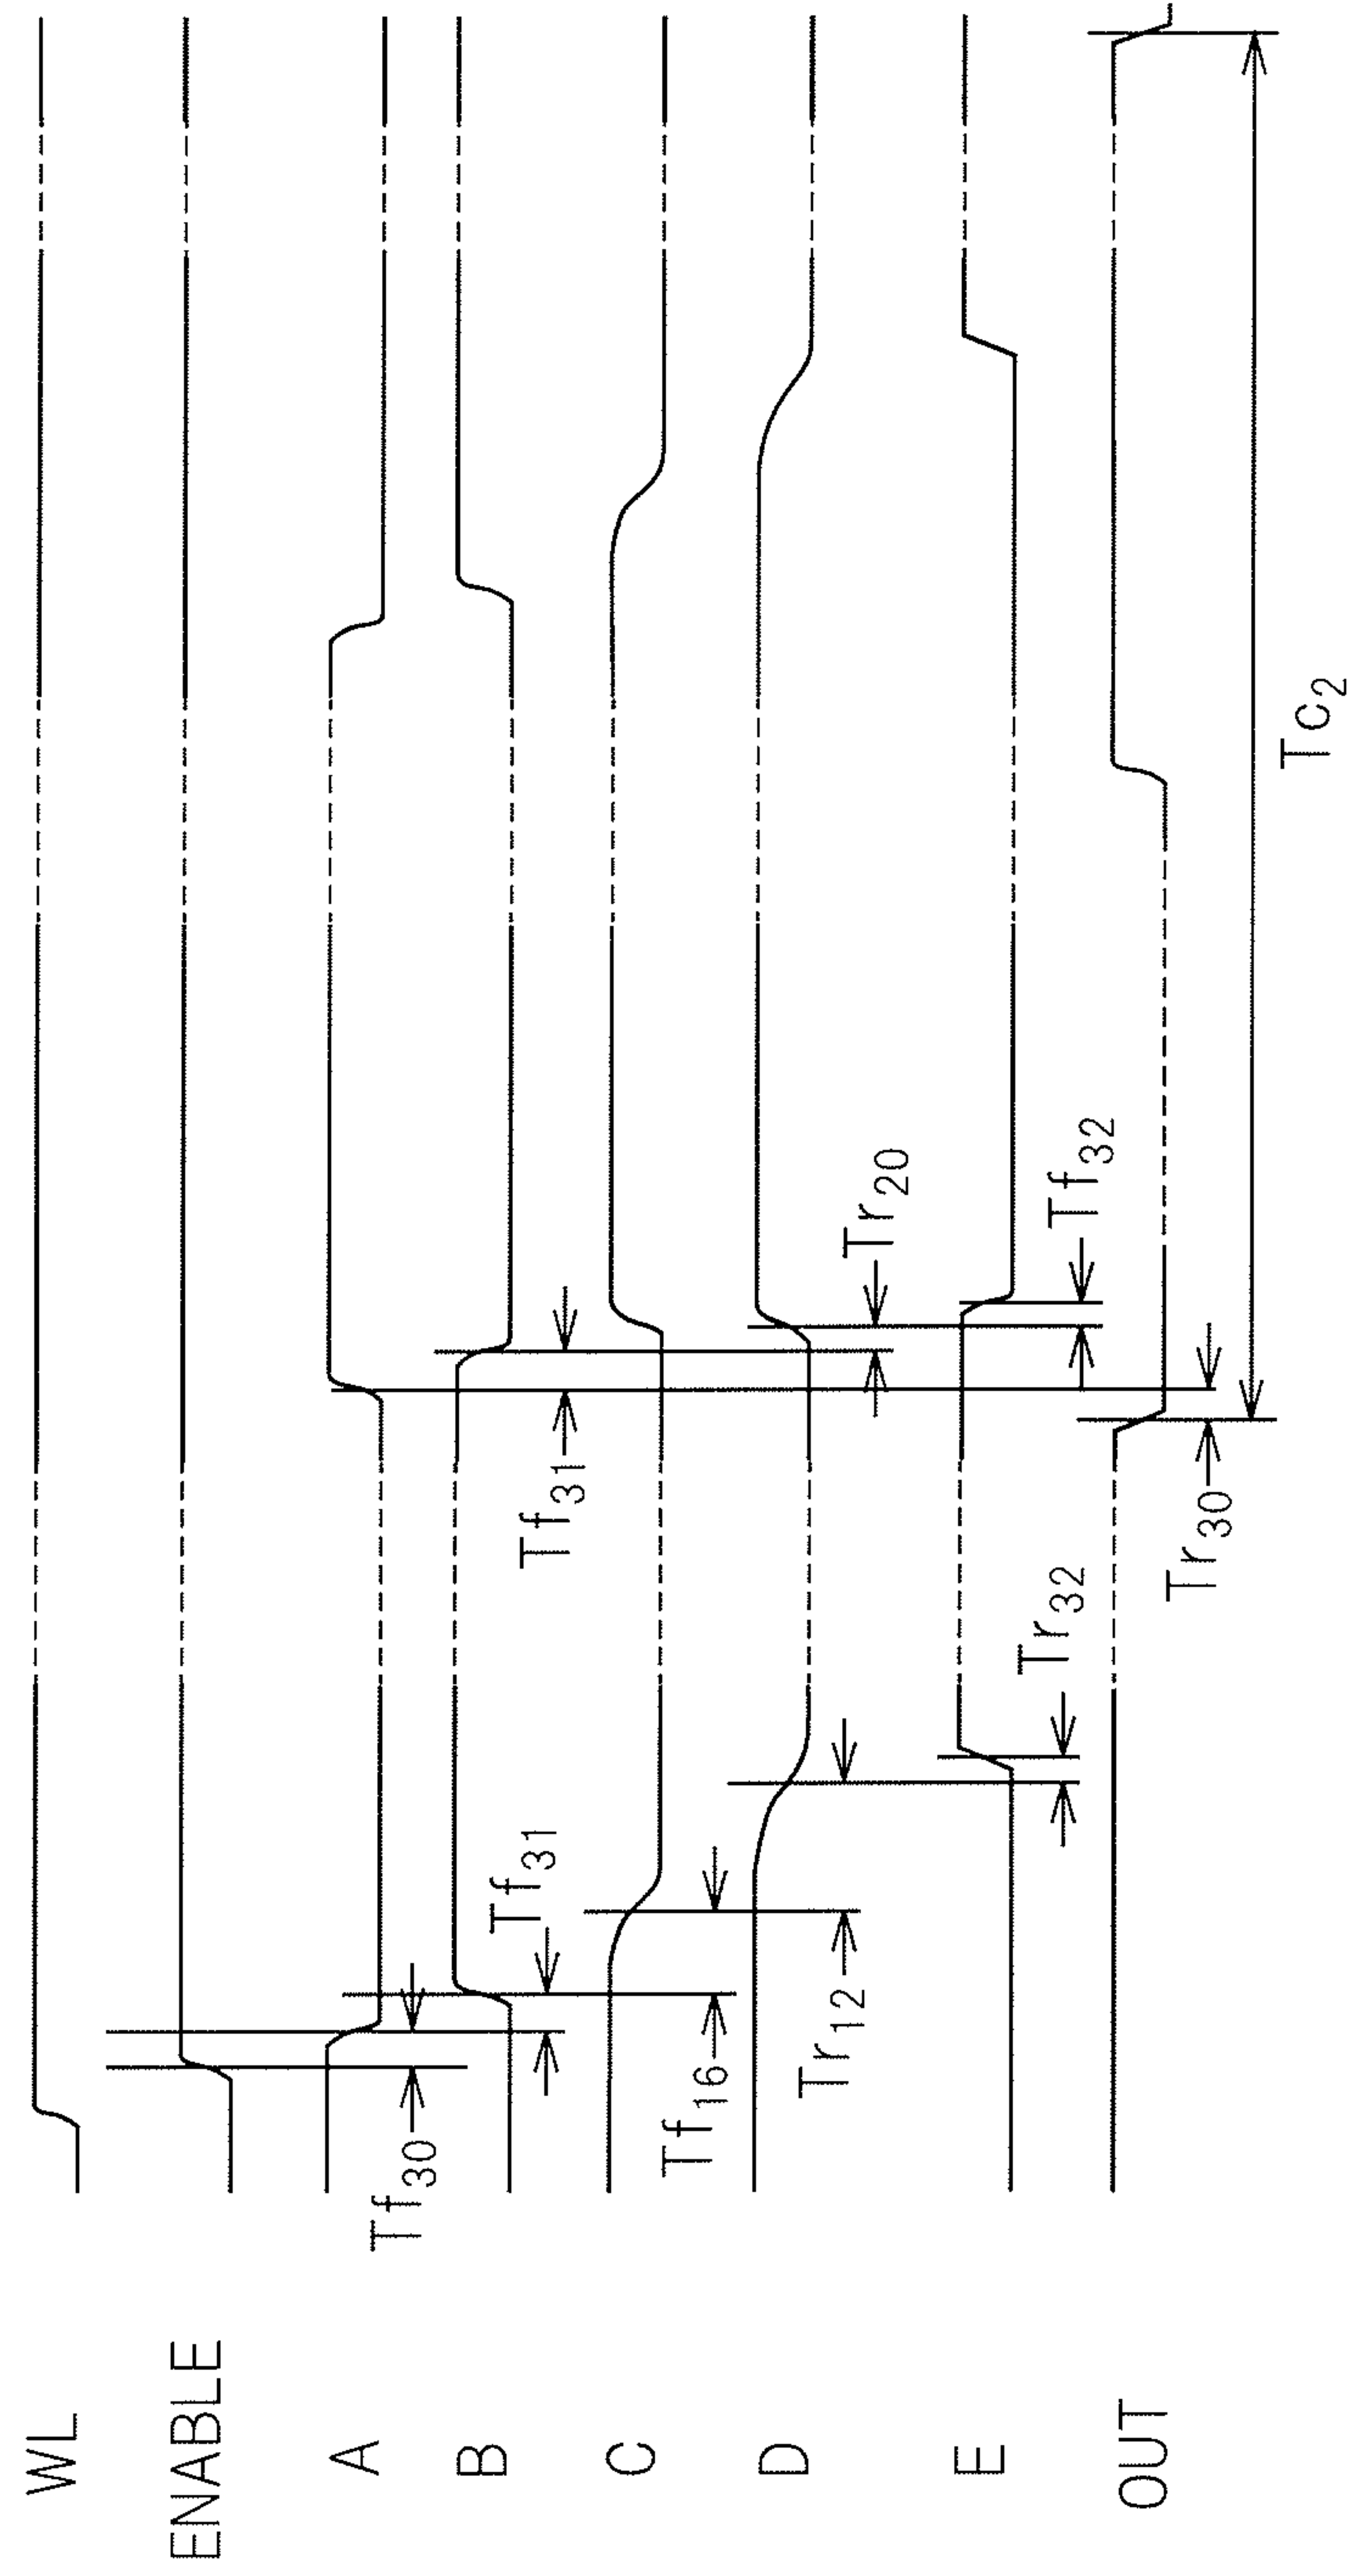 WL
ENABLE
A
B
C
D
E
OUT
Tf30
Tf31
Tf16
Tr12
Tr32
Tf31
Tr30
Tr20
Tf32
Tc2